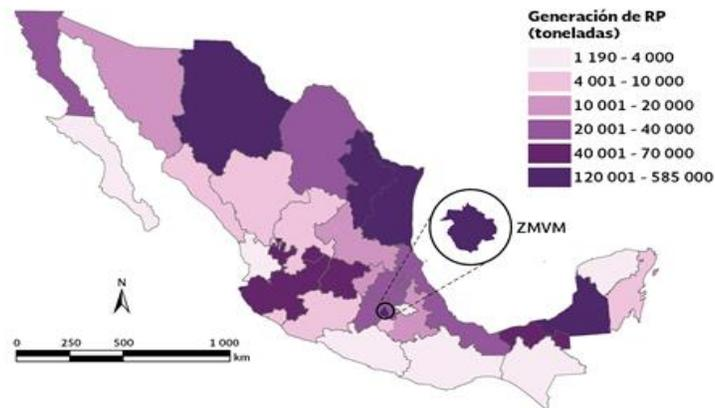 Generación de RP
(toneladas)
1 190 - 4 000
4 001 - 10 000
10 001 - 20 000
20 001 - 40 000
40 001 - 70 000
120 001 - 585 000
ZMVM
N
0 250 500 1 000
km